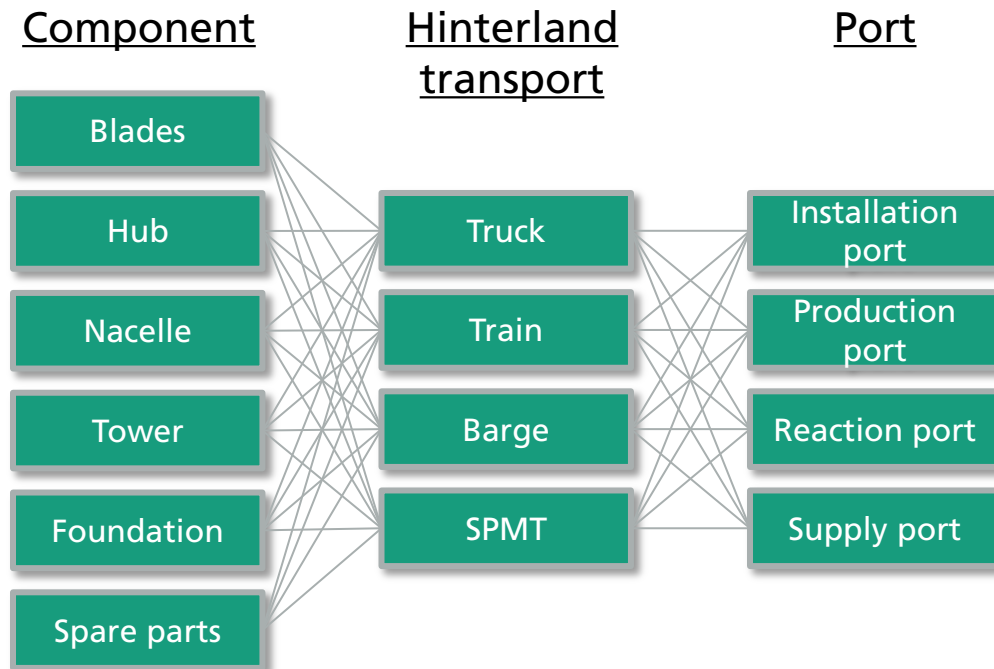 Component
Hinterland
transport
Port
Blades
Hub
Nacelle
Tower
Foundation
Spare parts
Truck
Train
Barge
SPMT
Installation
port
Production
port
Reaction port
Supply port